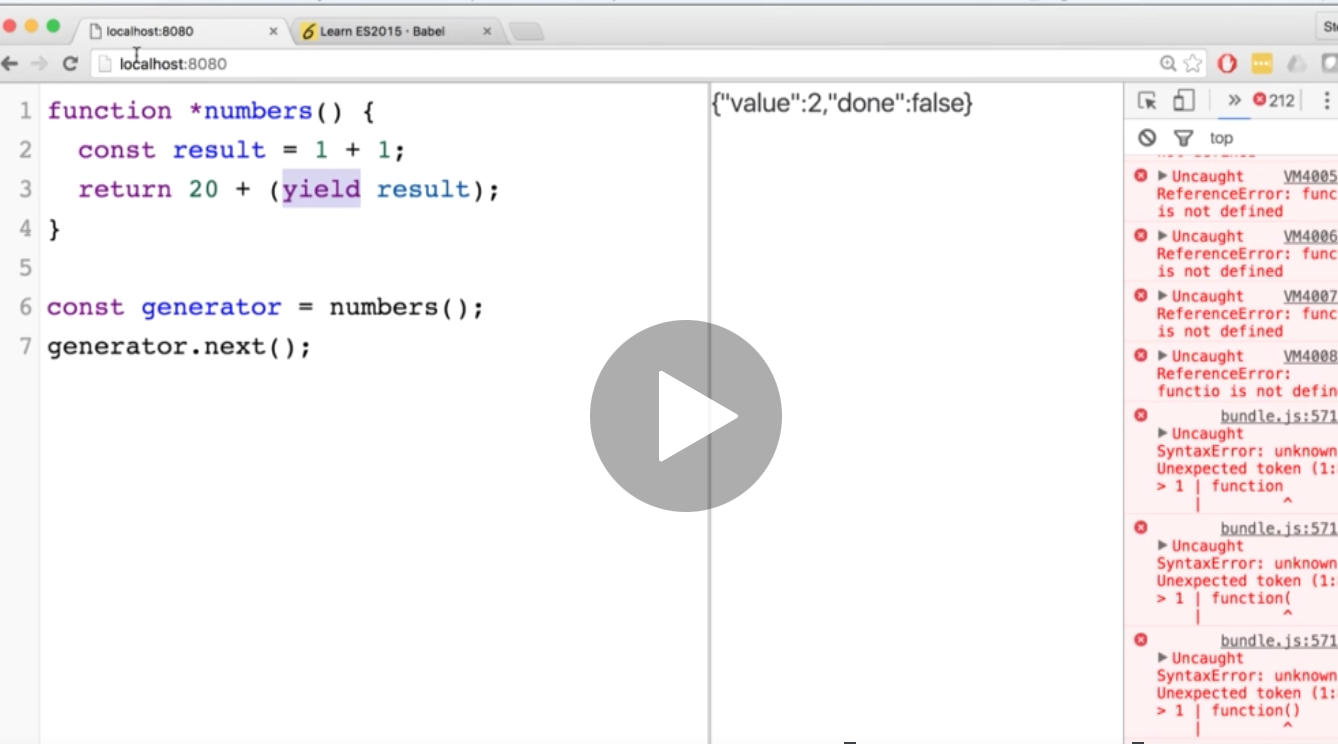 localhost:8080 ×
6 Learn ES2015 · Babel ×
localhost:8080
1 function *numbers() {
2 const result = 1 + 1;
3 return 20 + (yield result);
4 }
5
6 const generator = numbers();
7 generator.next();
{"value":2,"done":false}
» 212
top
Uncaught VM4005
ReferenceError: func
is not defined
Uncaught VM4006
ReferenceError: func
is not defined
Uncaught VM4007
ReferenceError: func
is not defined
Uncaught VM4008
ReferenceError:
functio is not defin
bundle.js:571
Uncaught
SyntaxError: unknown
Unexpected token (1:
> 1 | function
| ^
bundle.js:571
Uncaught
SyntaxError: unknown
Unexpected token (1:
> 1 | function(
| ^
bundle.js:571
Uncaught
SyntaxError: unknown
Unexpected token (1:
> 1 | function()
| ^